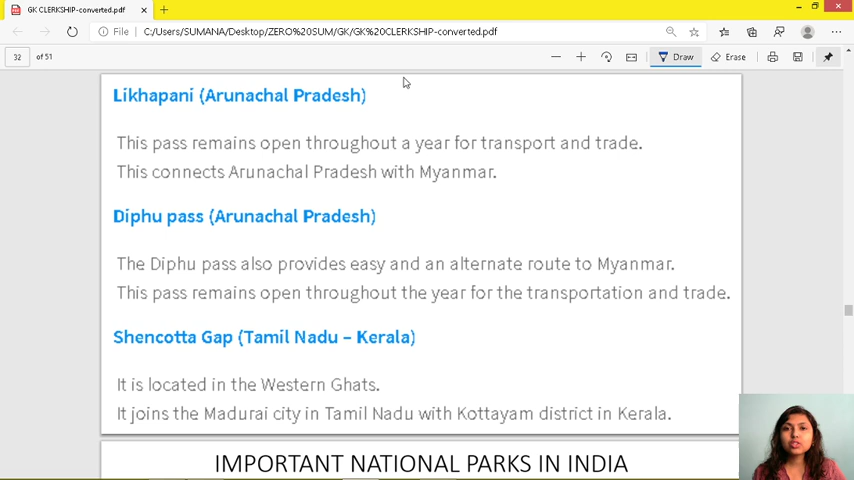 GK CLERKSHIP-converted.pdf
File
C:/Users/SUMANA/Desktop/ZERO%20SUM/GK/GK%20CLERKSHIP-converted.pdf
32 of 51
Draw
Erase
Likhapani (Arunachal Pradesh)
This pass remains open throughout a year for transport and trade.
This connects Arunachal Pradesh with Myanmar.
Diphu pass (Arunachal Pradesh)
The Diphu pass also provides easy and an alternate route to Myanmar.
This pass remains open throughout the year for the transportation and trade.
Shencotta Gap (Tamil Nadu – Kerala)
It is located in the Western Ghats.
It joins the Madurai city in Tamil Nadu with Kottayam district in Kerala.
IMPORTANT NATIONAL PARKS IN INDIA